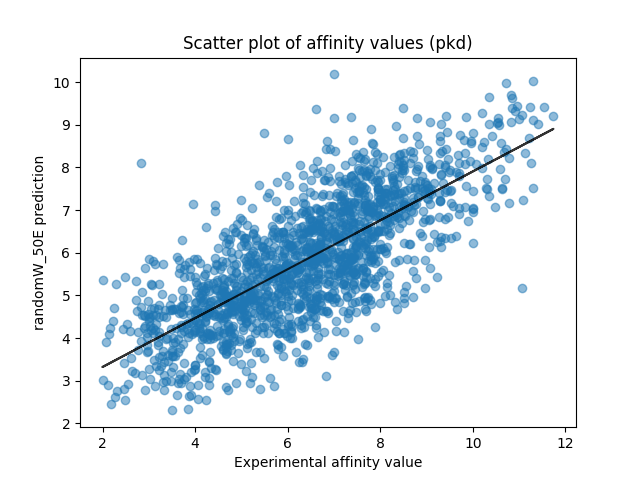 Scatter plot of affinity values (pkd)
10
9
8
7
6
5
4
3
2
randomW_50E prediction
2 4 6 8 10 12
Experimental affinity value